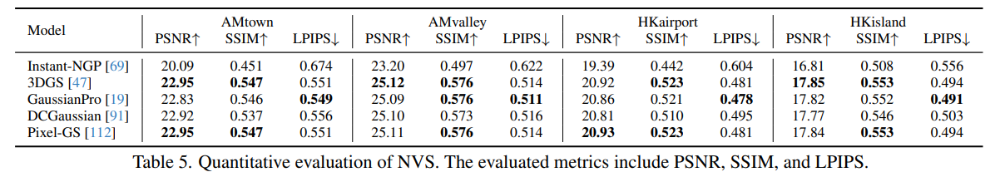 Model AMtown AMvalley HKairport HKisland
PSNR↑ SSIM↑ LPIPS↓ PSNR↑ SSIM↑ LPIPS↓ PSNR↑ SSIM↑ LPIPS↓ PSNR↑ SSIM↑ LPIPS↓
Instant-NGP [69] 20.09 0.451 0.674 23.20 0.497 0.622 19.39 0.442 0.604 16.81 0.508 0.556
3DGS [47] 22.95 0.547 0.551 25.12 0.576 0.514 20.92 0.523 0.481 17.85 0.553 0.494
GaussianPro [19] 22.83 0.546 0.549 25.09 0.576 0.511 20.86 0.521 0.478 17.82 0.552 0.491
DCGaussian [91] 22.92 0.537 0.556 25.10 0.573 0.516 20.81 0.510 0.495 17.77 0.546 0.503
Pixel-GS [112] 22.95 0.547 0.551 25.11 0.576 0.514 20.93 0.523 0.481 17.84 0.553 0.494
Table 5. Quantitative evaluation of NVS. The evaluated metrics include PSNR, SSIM, and LPIPS.